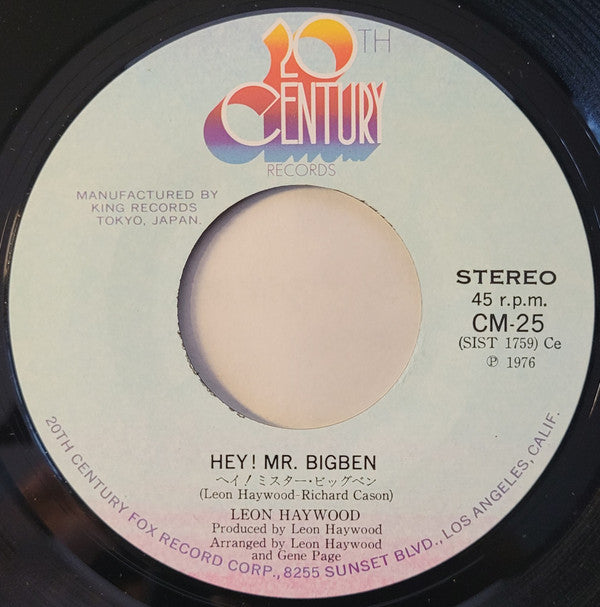 20TH
CENTURY
RECORDS
MANUFACTURED BY
KING RECORDS
TOKYO, JAPAN.
STEREO
45 r.p.m.
CM-25
(SIST 1759) Ce
Ⓟ 1976
HEY! MR. BIGBEN
ヘイ!ミスター・ビッグベン
(Leon Haywood-Richard Cason)
LEON HAYWOOD
Produced by Leon Haywood
Arranged by Leon Haywood
and Gene Page
20TH CENTURY FOX RECORD CORP., 8255 SUNSET BLVD., LOS ANGELES, CALIF.